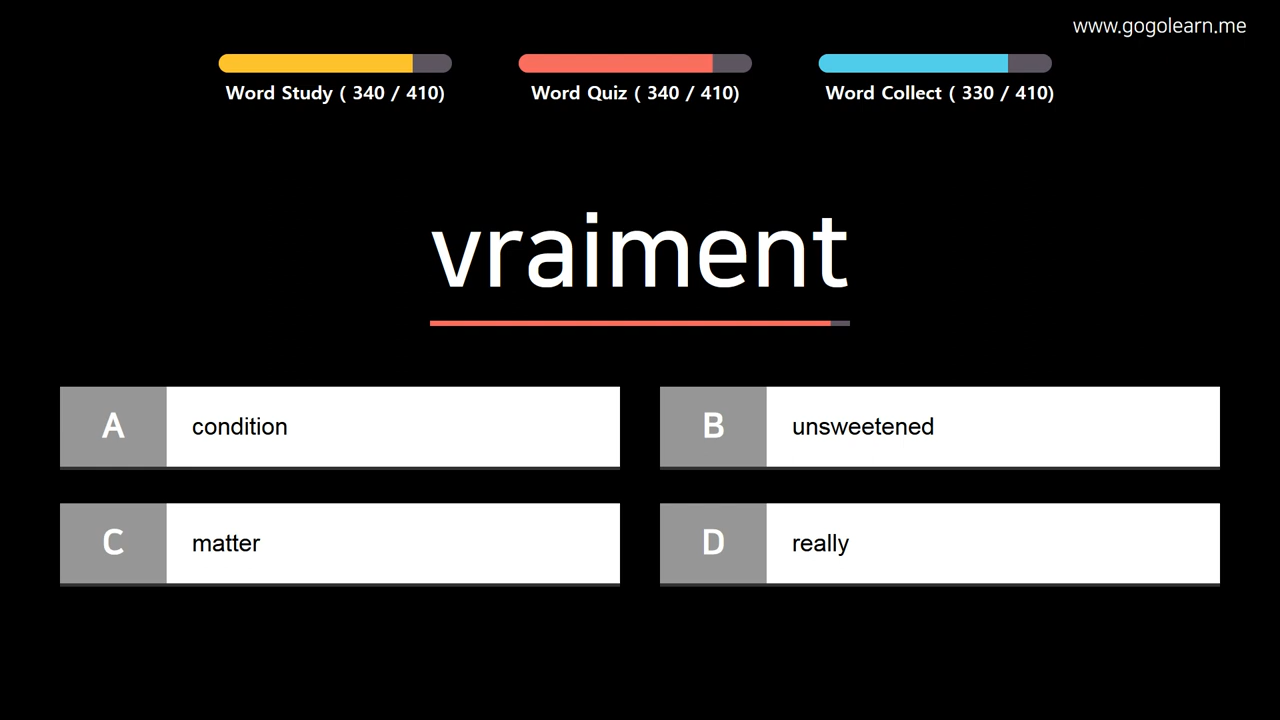 www.gogolearn.me
Word Study ( 340 / 410)
Word Quiz ( 340 / 410)
Word Collect ( 330 / 410)
vraiment
A condition
B unsweetened
C matter
D really